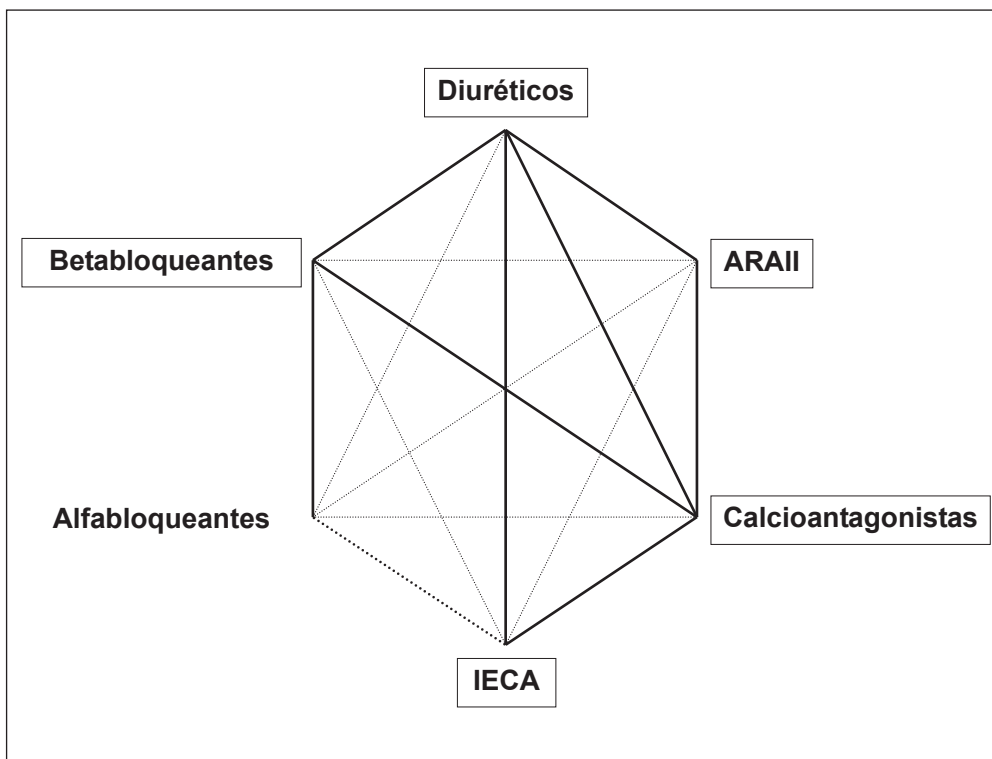 Diuréticos
Betabloqueantes
ARAII
Alfabloqueantes
Calcioantagonistas
IECA